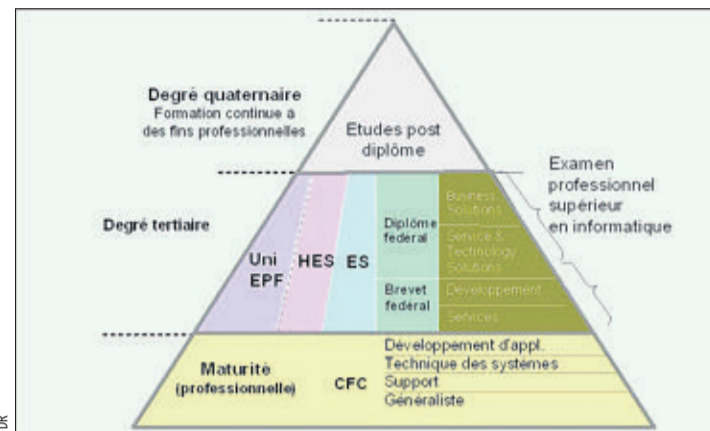 Degré quaternaire
Formation continue à
des fins professionnelles
Etudes post
diplôme
Examen
professionnel
supérieur
en informatique
Degré tertiaire
Uni
EPF
HES
ES
Diplôme
fédéral
Brevet
fédéral
Business
Solutions
Service &
Technology
Solutions
Développement
Services
Maturité
(professionnelle)
CFC
Développement d'appl.
Technique des systèmes
Support
Généraliste
DR